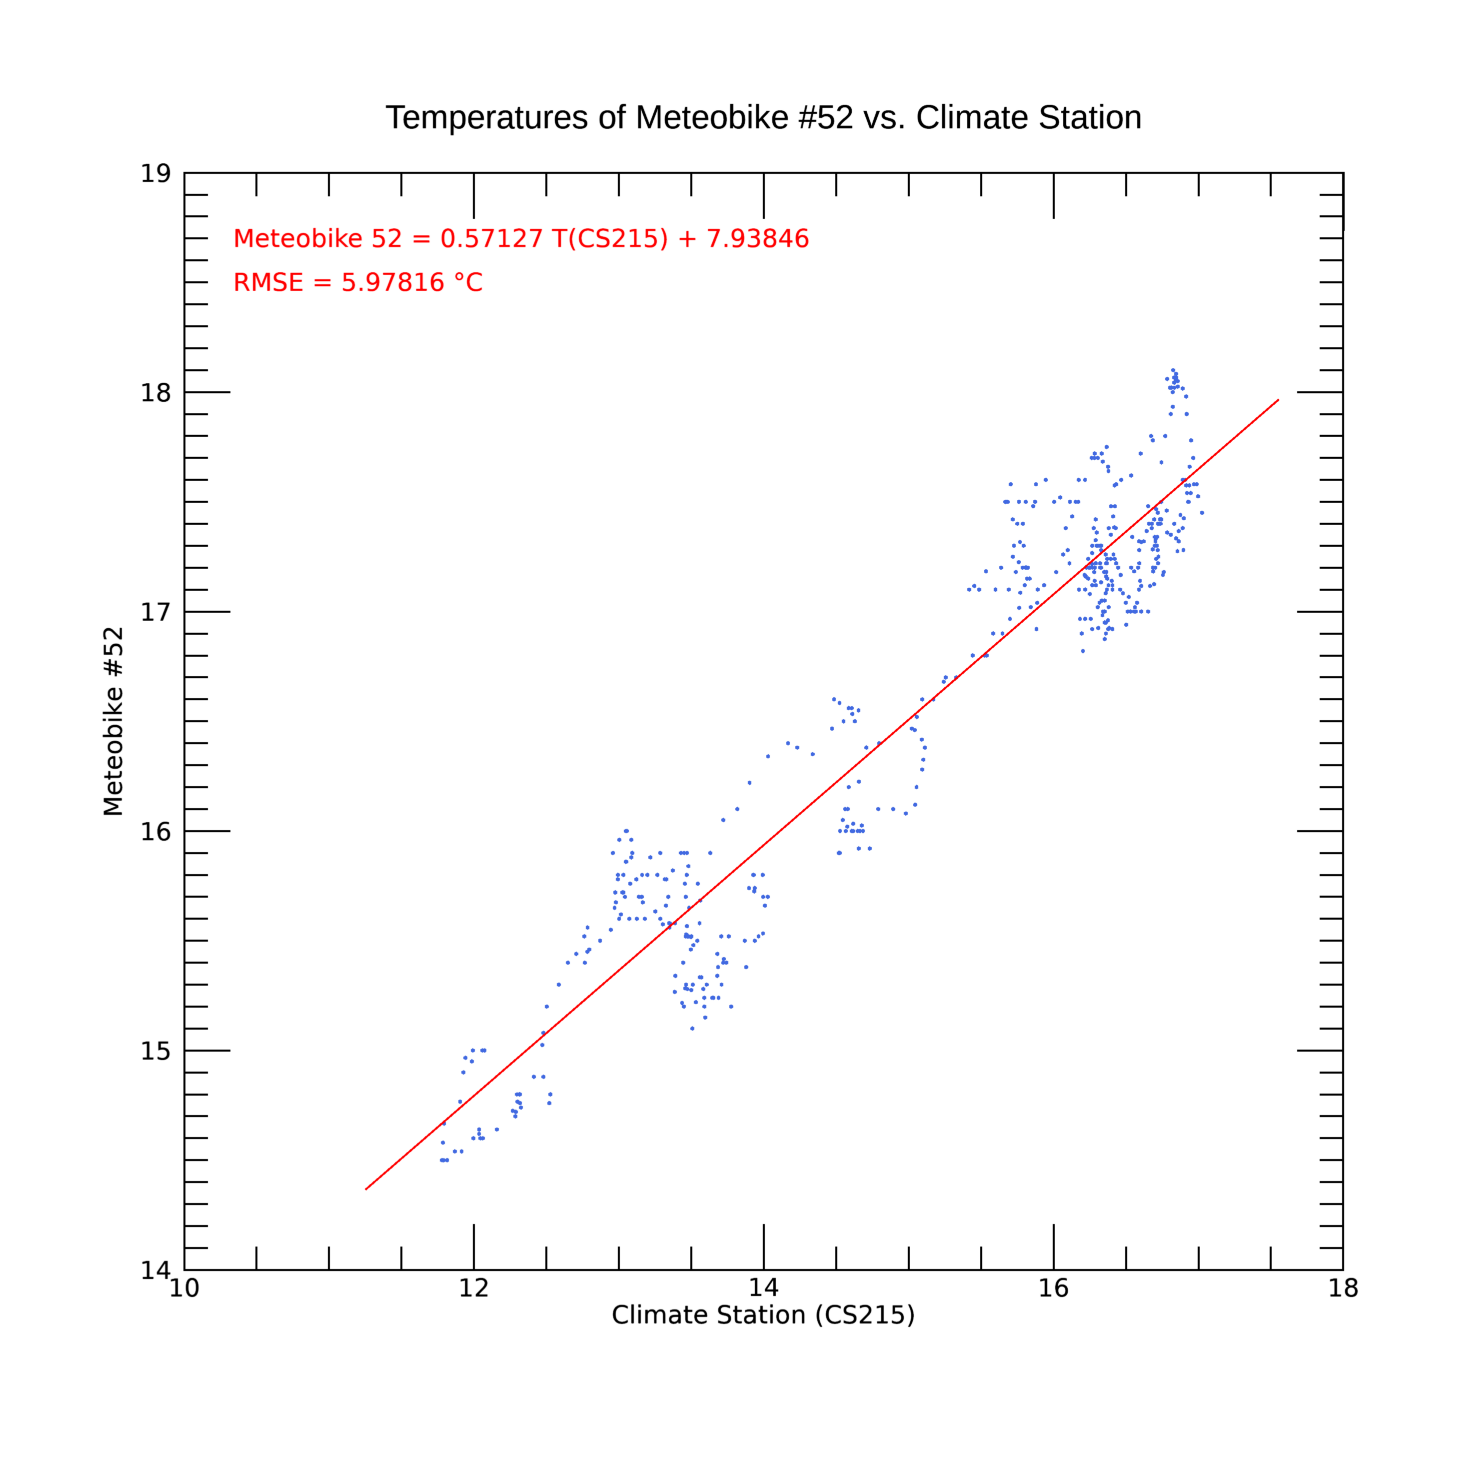 Temperatures of Meteobike #52 vs. Climate Station
19
Meteobike 52 = 0.57127 T(CS215) + 7.93846
RMSE = 5.97816 °C
18
17
Meteobike #52
16
15
14
10 12 14 16 18
Climate Station (CS215)